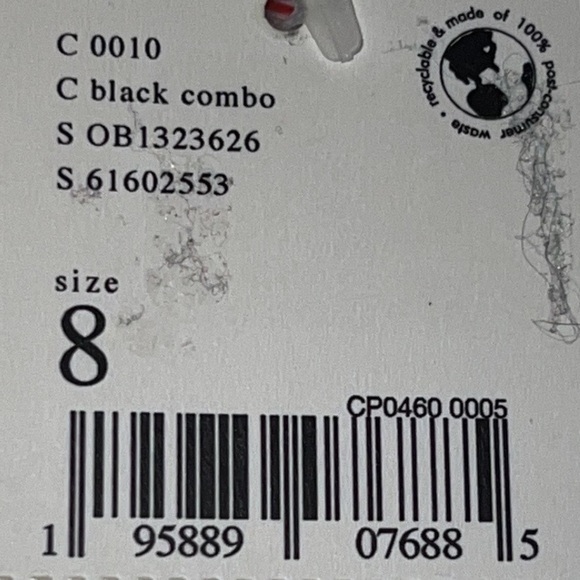 C 0010
C black combo
S OB1323626
S 61602553
recyclable & made of 100% post-consumer waste •
size
8
CP0460 0005
1 95889 07688 5